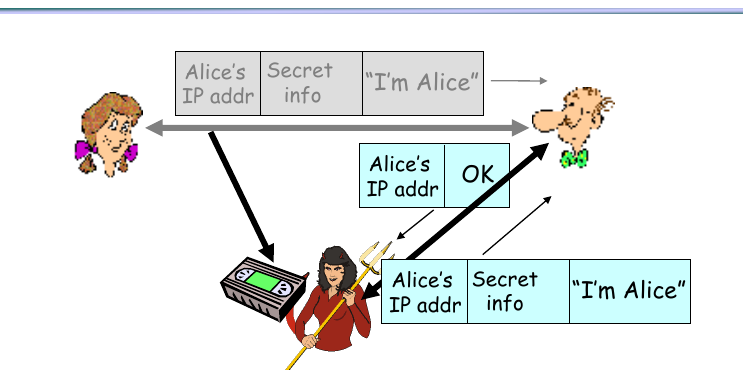 Alice's
IP addr
Secret
info
"I'm Alice"
Alice's
IP addr
OK
Alice's
IP addr
Secret
info
"I'm Alice"